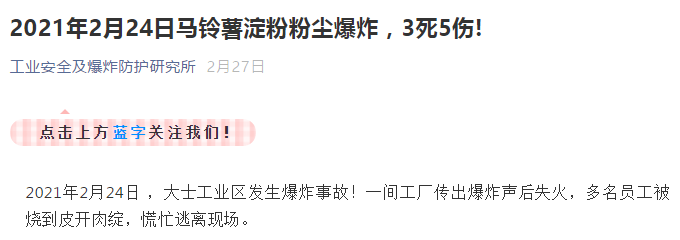 2021年2月24日马铃薯淀粉粉尘爆炸，3死5伤!
工业安全及爆炸防护研究所 2月27日
点击上方蓝字关注我们!
2021年2月24日 ，大士工业区发生爆炸事故！一间工厂传出爆炸声后失火，多名员工被
烧到皮开肉绽，慌忙逃离现场。